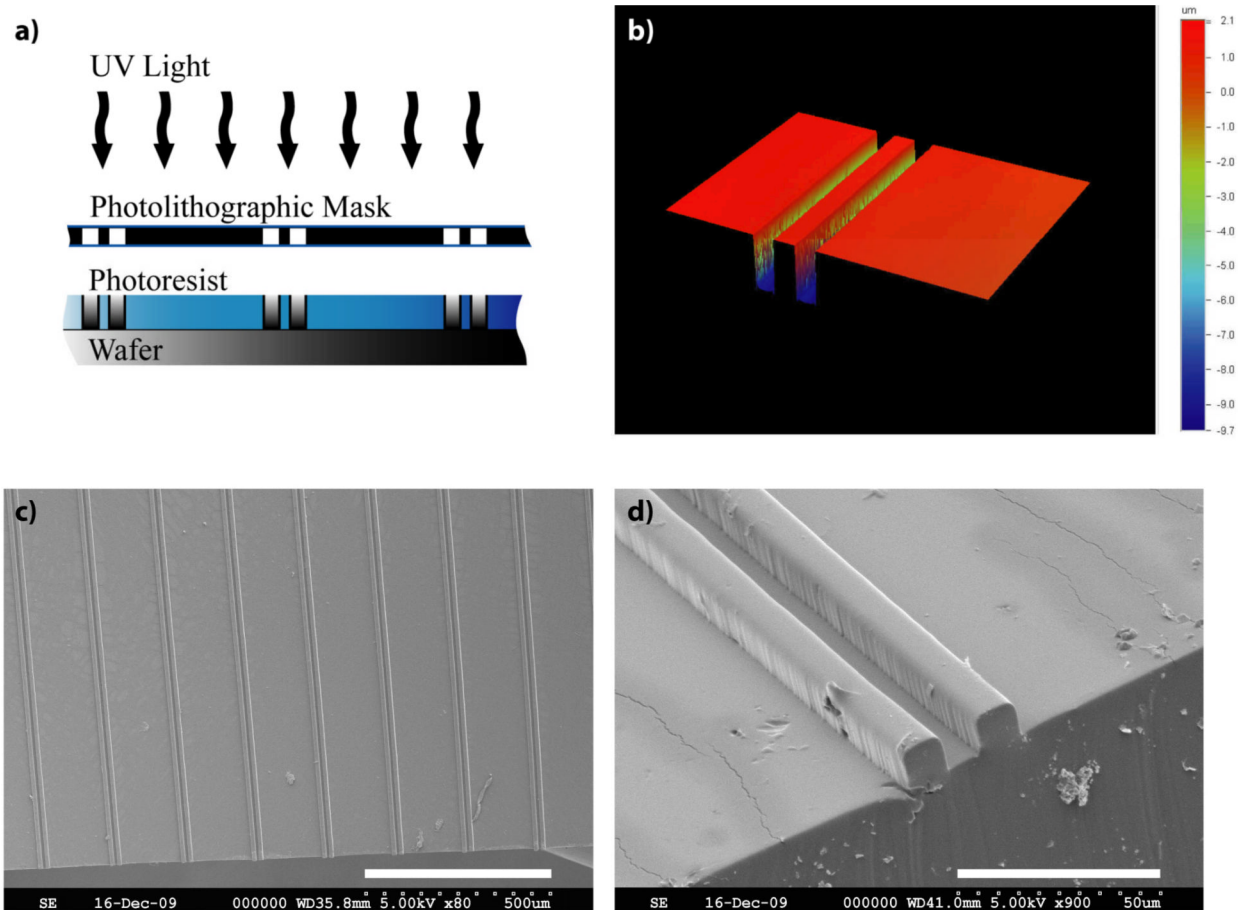 a)
UV Light
Photolithographic Mask
Photoresist
Wafer
b)
um
2.1
0.0
-1.0
-2.0
-3.0
-4.0
-5.0
-6.0
-7.0
-8.0
-9.0
-9.7
c)
SE 16-Dec-09 000000 WD35.8mm 5.00kV x80 500um
d)
SE 16-Dec-09 000000 WD41.0mm 5.00kV x900 50um